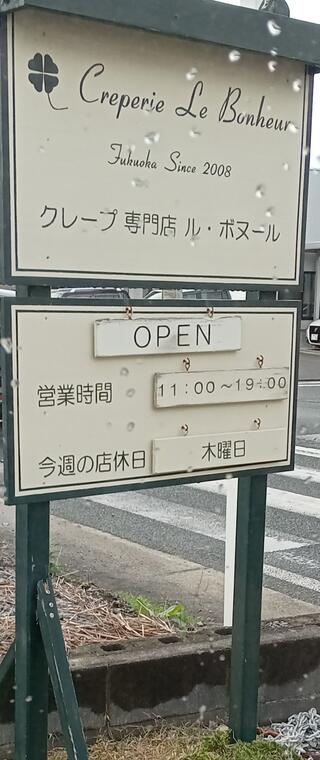 Creperie Le Bonheur
Fukuoka Since 2008
クレープ専門店 ル・ボヌール
OPEN
営業時間 11:00～19:00
今週の店休日 木曜日